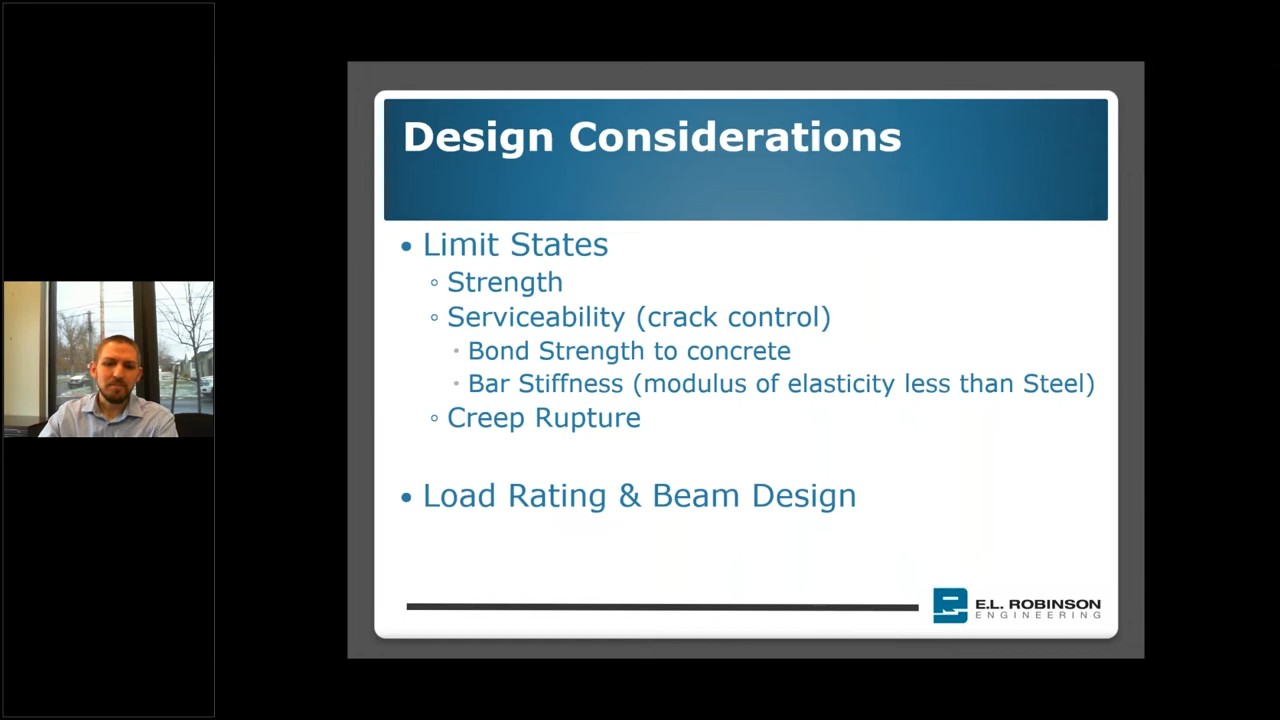 Design Considerations
• Limit States
◦ Strength
◦ Serviceability (crack control)
▪ Bond Strength to concrete
▪ Bar Stiffness (modulus of elasticity less than Steel)
◦ Creep Rupture
• Load Rating & Beam Design
E.L. ROBINSON
ENGINEERING